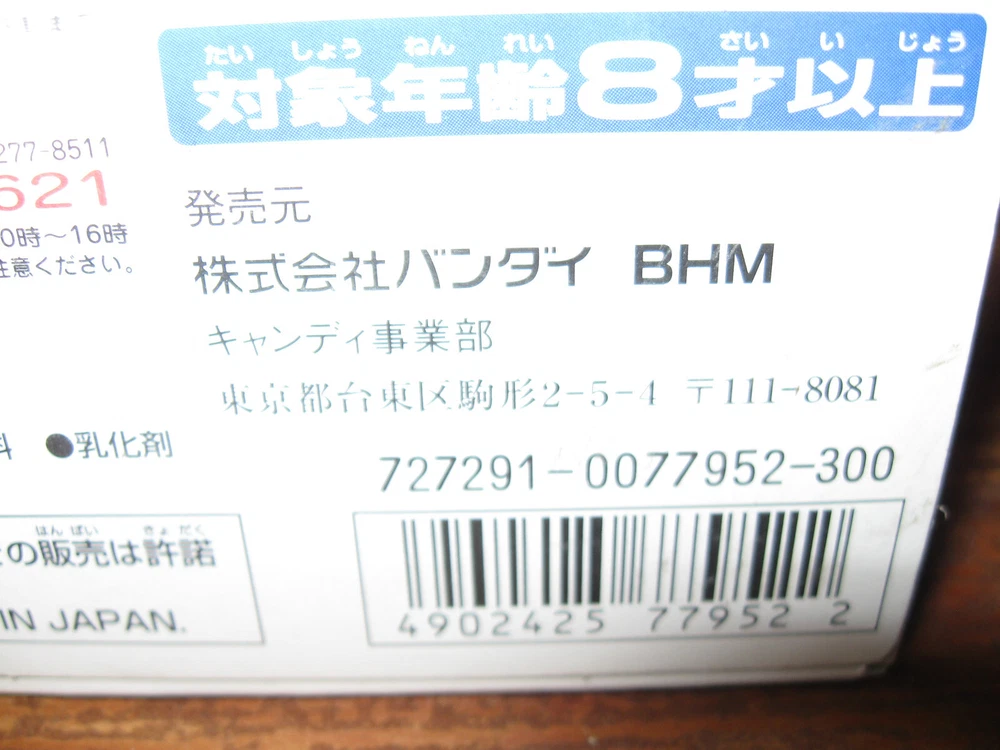 たいしょうねんれい さいいじょう
対象年齢8才以上
277-8511
621
0時～16時
注意ください。
発売元
株式会社バンダイ BHM
キャンディ事業部
東京都台東区駒形2-5-4 〒111-8081
料 ●乳化剤
727291-0077952-300
はんばい きょだく
の販売は許諾
IN JAPAN.
4902425 77952 2